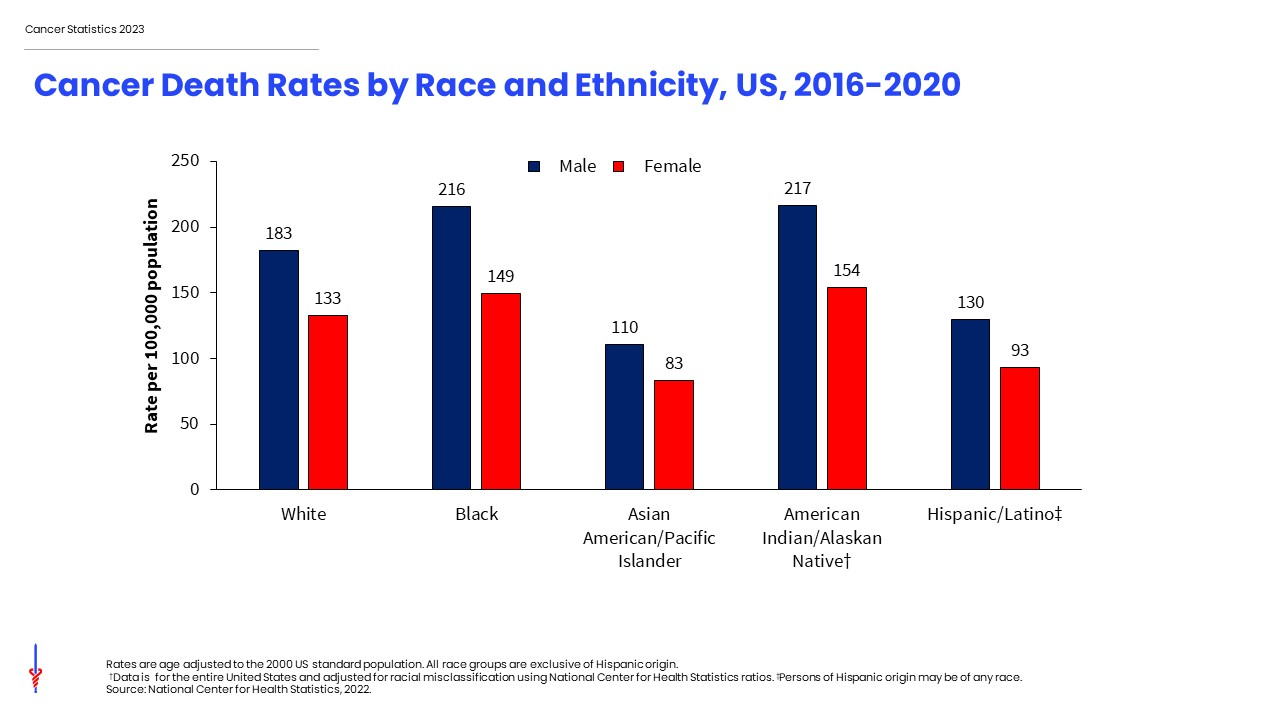 Cancer Statistics 2023
Cancer Death Rates by Race and Ethnicity, US, 2016-2020
Male Female
Rate per 100,000 population
250
200
150
100
50
0
183
133
216
149
110
83
217
154
130
93
White
Black
Asian
American/Pacific
Islander
American
Indian/Alaskan
Native†
Hispanic/Latino‡
Rates are age adjusted to the 2000 US standard population. All race groups are exclusive of Hispanic origin.
†Data is for the entire United States and adjusted for racial misclassification using National Center for Health Statistics ratios. ‡Persons of Hispanic origin may be of any race.
Source: National Center for Health Statistics, 2022.